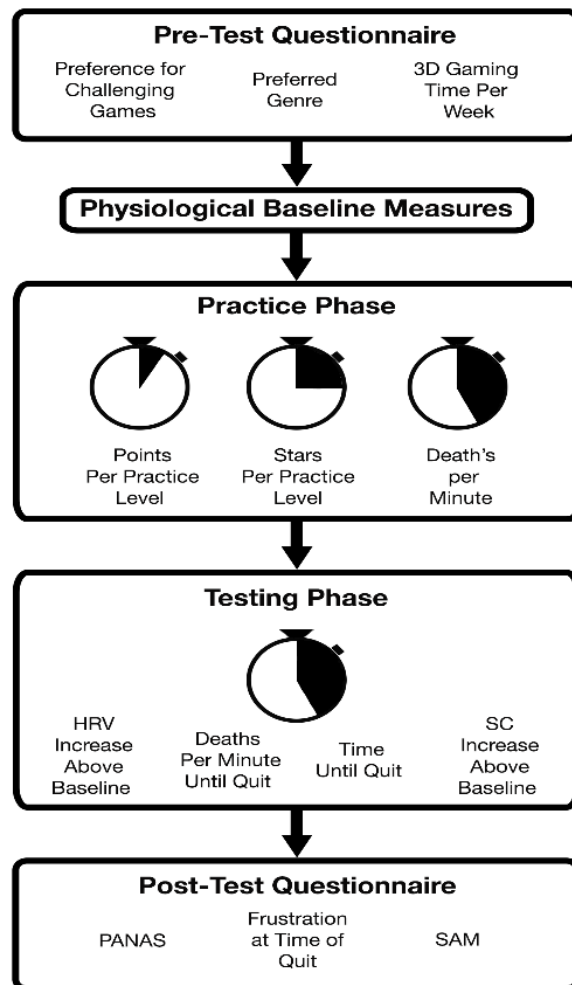 Pre-Test Questionnaire
Preference for
Challenging
Games
Preferred
Genre
3D Gaming
Time Per
Week
Physiological Baseline Measures
Practice Phase
Points
Per Practice
Level
Stars
Per Practice
Level
Death's
per
Minute
Testing Phase
HRV
Increase
Above
Baseline
Deaths
Per Minute
Until Quit
Time
Until Quit
SC
Increase
Above
Baseline
Post-Test Questionnaire
PANAS
Frustration
at Time of
Quit
SAM